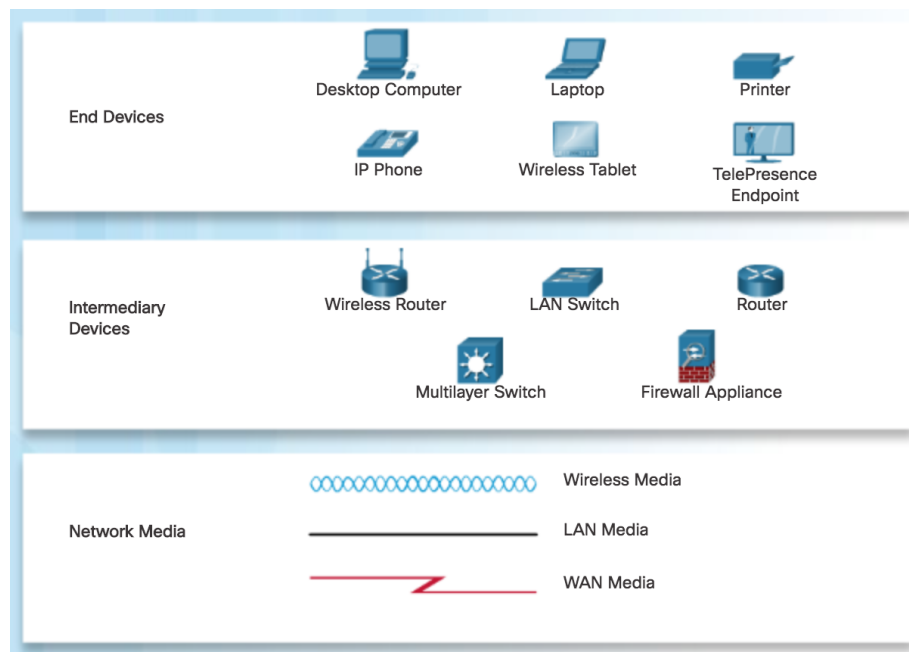 End Devices
Desktop Computer
Laptop
Printer
IP Phone
Wireless Tablet
TelePresence
Endpoint
Intermediary
Devices
Wireless Router
LAN Switch
Router
Multilayer Switch
Firewall Appliance
Network Media
Wireless Media
LAN Media
WAN Media